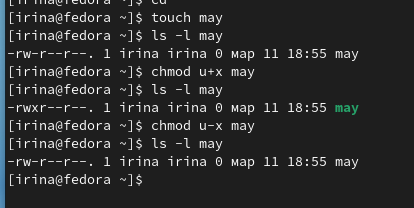 [irina@fedora ~]$ cd
[irina@fedora ~]$ touch may
[irina@fedora ~]$ ls -l may
-rw-r--r--. 1 irina irina 0 мар 11 18:55 may
[irina@fedora ~]$ chmod u+x may
[irina@fedora ~]$ ls -l may
-rwxr--r--. 1 irina irina 0 мар 11 18:55 may
[irina@fedora ~]$ chmod u-x may
[irina@fedora ~]$ ls -l may
-rw-r--r--. 1 irina irina 0 мар 11 18:55 may
[irina@fedora ~]$